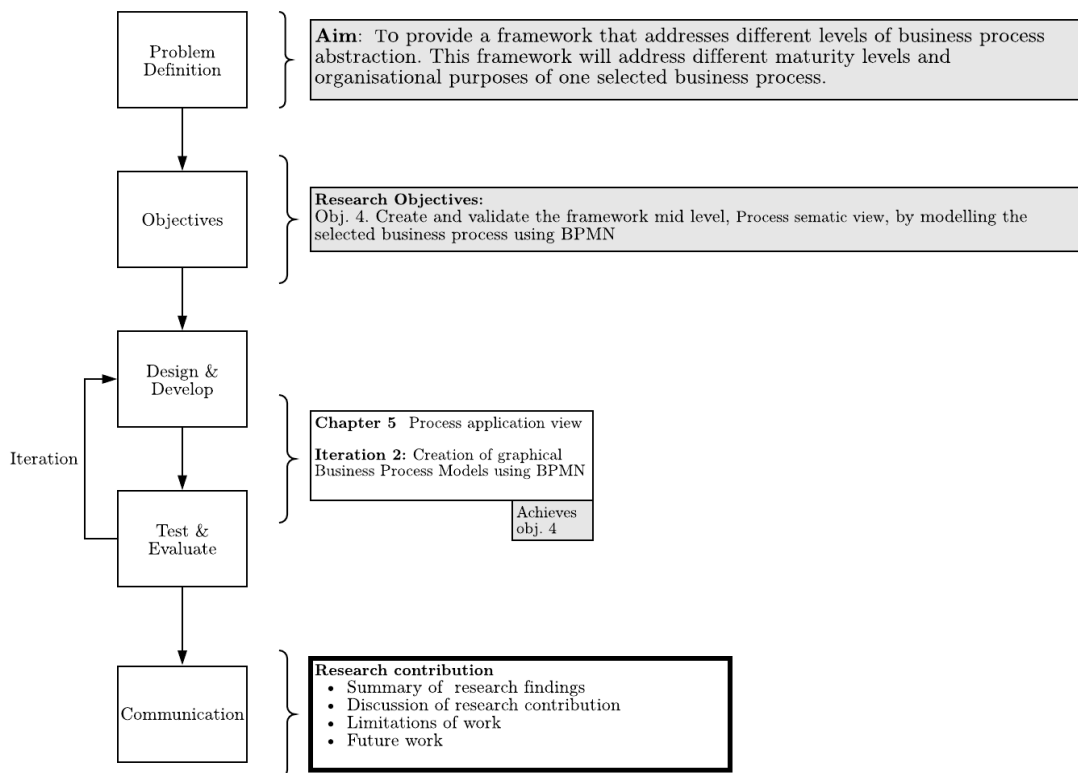 Problem
Definition
Aim: To provide a framework that addresses different levels of business process
abstraction. This framework will address different maturity levels and
organisational purposes of one selected business process.
Objectives
Research Objectives:
Obj. 4. Create and validate the framework mid level, Process sematic view, by modelling the
selected business process using BPMN
Design &
Develop
Iteration
Chapter 5 Process application view
Iteration 2: Creation of graphical
Business Process Models using BPMN
Achieves
obj. 4
Test &
Evaluate
Communication
Research contribution
• Summary of research findings
• Discussion of research contribution
• Limitations of work
• Future work